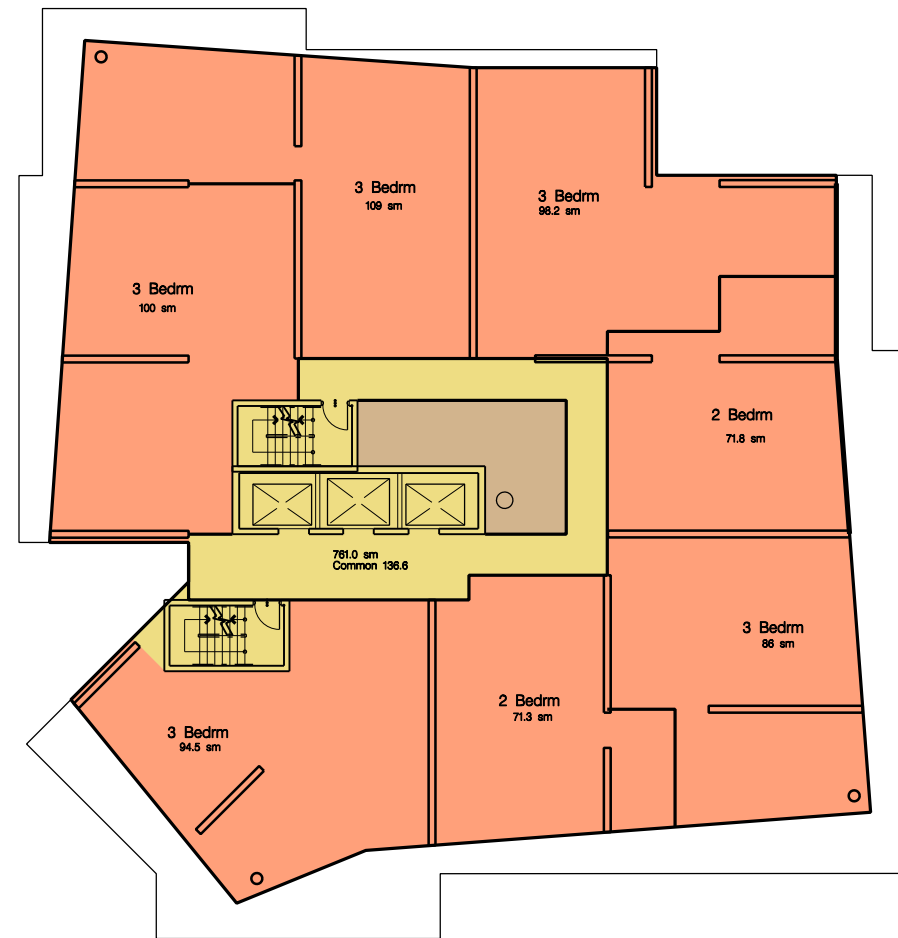 3 Bedrm
109 sm
3 Bedrm
98.2 sm
3 Bedrm
100 sm
2 Bedrm
71.8 sm
761.0 sm
Common 136.6
3 Bedrm
86 sm
2 Bedrm
71.3 sm
3 Bedrm
94.5 sm